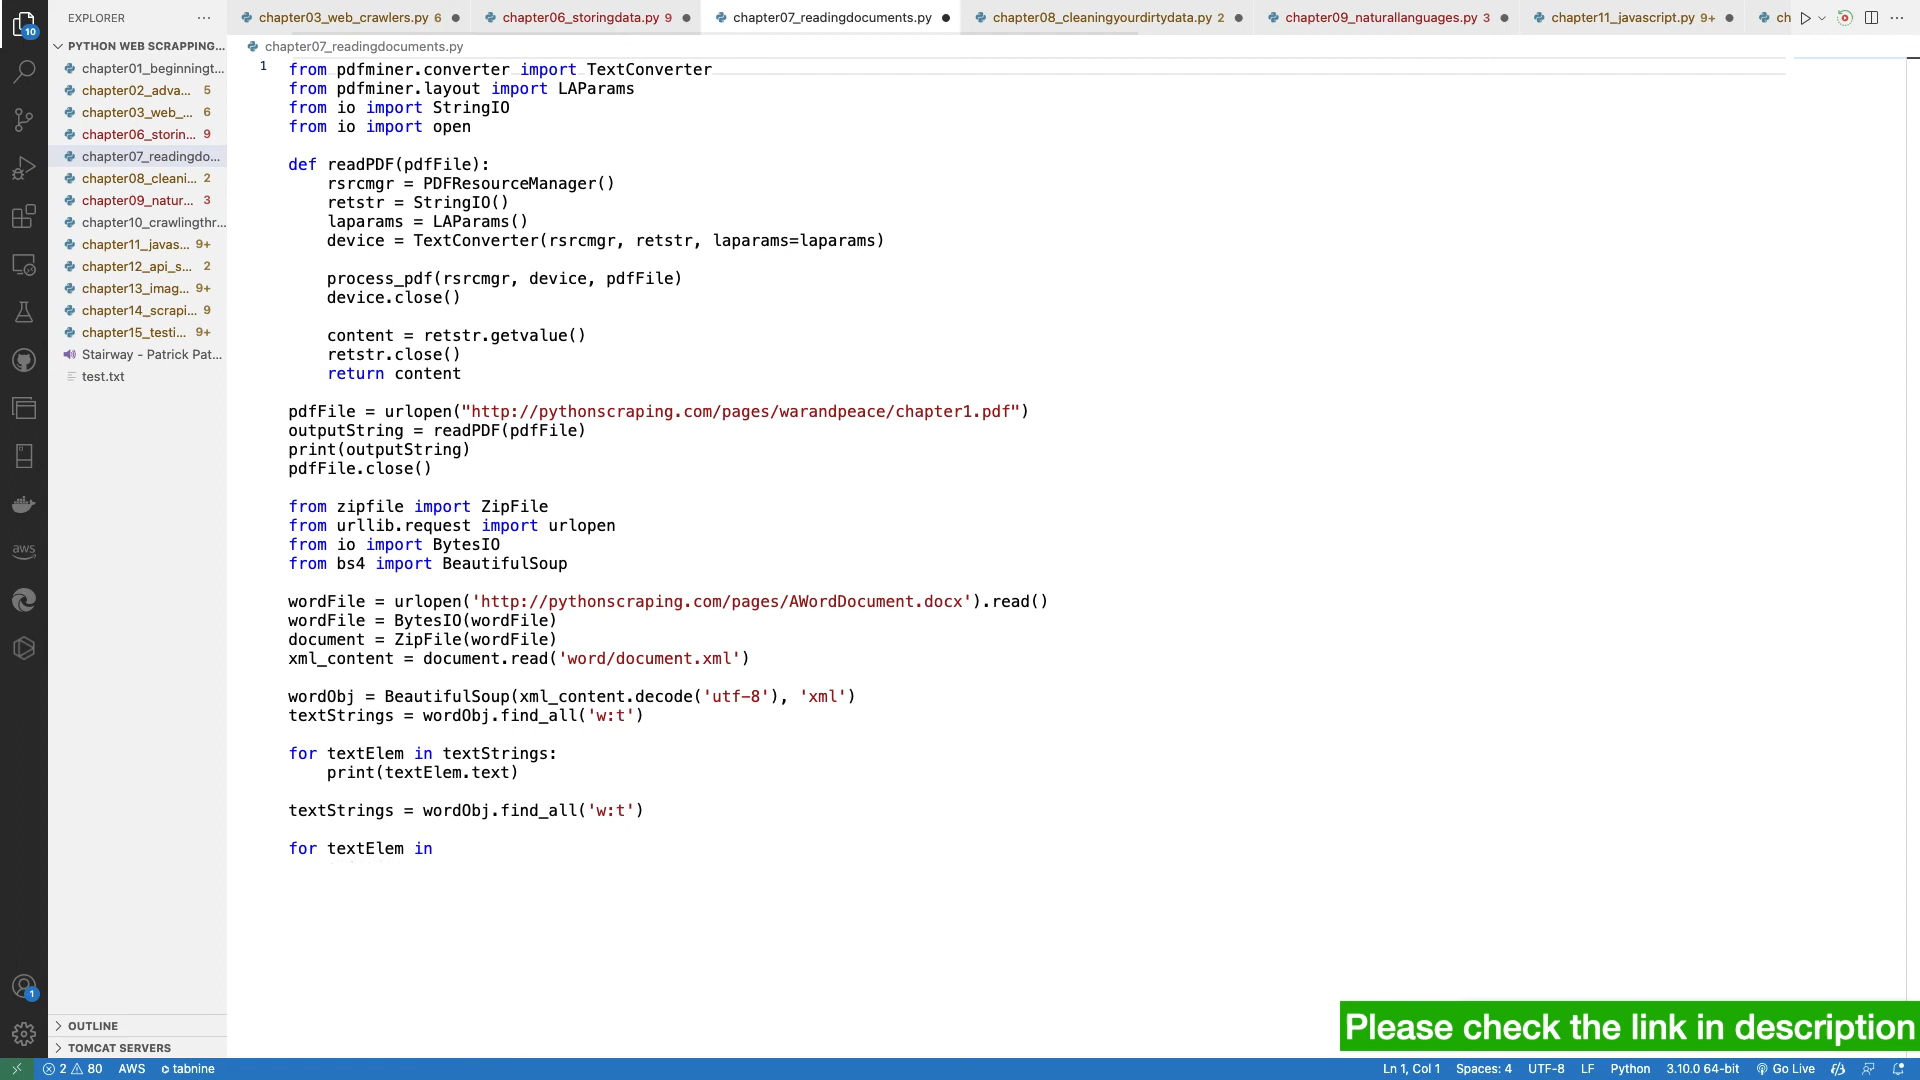 EXPLORER
PYTHON WEB SCRAPPING...
chapter01_beginningt...
chapter02_adva... 5
chapter03_web_... 6
chapter06_storin... 9
chapter07_readingdo...
chapter08_cleani... 2
chapter09_natur... 3
chapter10_crawlingthr...
chapter11_javas... 9+
chapter12_api_s... 2
chapter13_imag... 9+
chapter14_scrapi... 9
chapter15_testi... 9+
Stairway - Patrick Pat...
test.txt
OUTLINE
TOMCAT SERVERS
10
aws
1
chapter03_web_crawlers.py 6 chapter06_storingdata.py 9 chapter07_readingdocuments.py chapter08_cleaningyourdirtydata.py 2 chapter09_naturallanguages.py 3 chapter11_javascript.py 9+ ch
chapter07_readingdocuments.py
1 from pdfminer.converter import TextConverter
from pdfminer.layout import LAParams
from io import StringIO
from io import open
def readPDF(pdfFile):
rsrcmgr = PDFResourceManager()
retstr = StringIO()
laparams = LAParams()
device = TextConverter(rsrcmgr, retstr, laparams=laparams)
process_pdf(rsrcmgr, device, pdfFile)
device.close()
content = retstr.getvalue()
retstr.close()
return content
pdfFile = urlopen("http://pythonscraping.com/pages/warandpeace/chapter1.pdf")
outputString = readPDF(pdfFile)
print(outputString)
pdfFile.close()
from zipfile import ZipFile
from urllib.request import urlopen
from io import BytesIO
from bs4 import BeautifulSoup
wordFile = urlopen('http://pythonscraping.com/pages/AWordDocument.docx').read()
wordFile = BytesIO(wordFile)
document = ZipFile(wordFile)
xml_content = document.read('word/document.xml')
wordObj = BeautifulSoup(xml_content.decode('utf-8'), 'xml')
textStrings = wordObj.find_all('w:t')
for textElem in textStrings:
print(textElem.text)
textStrings = wordObj.find_all('w:t')
for textElem in
Please check the link in description
2 80 AWS tabnine Ln 1, Col 1 Spaces: 4 UTF-8 LF Python 3.10.0 64-bit Go Live